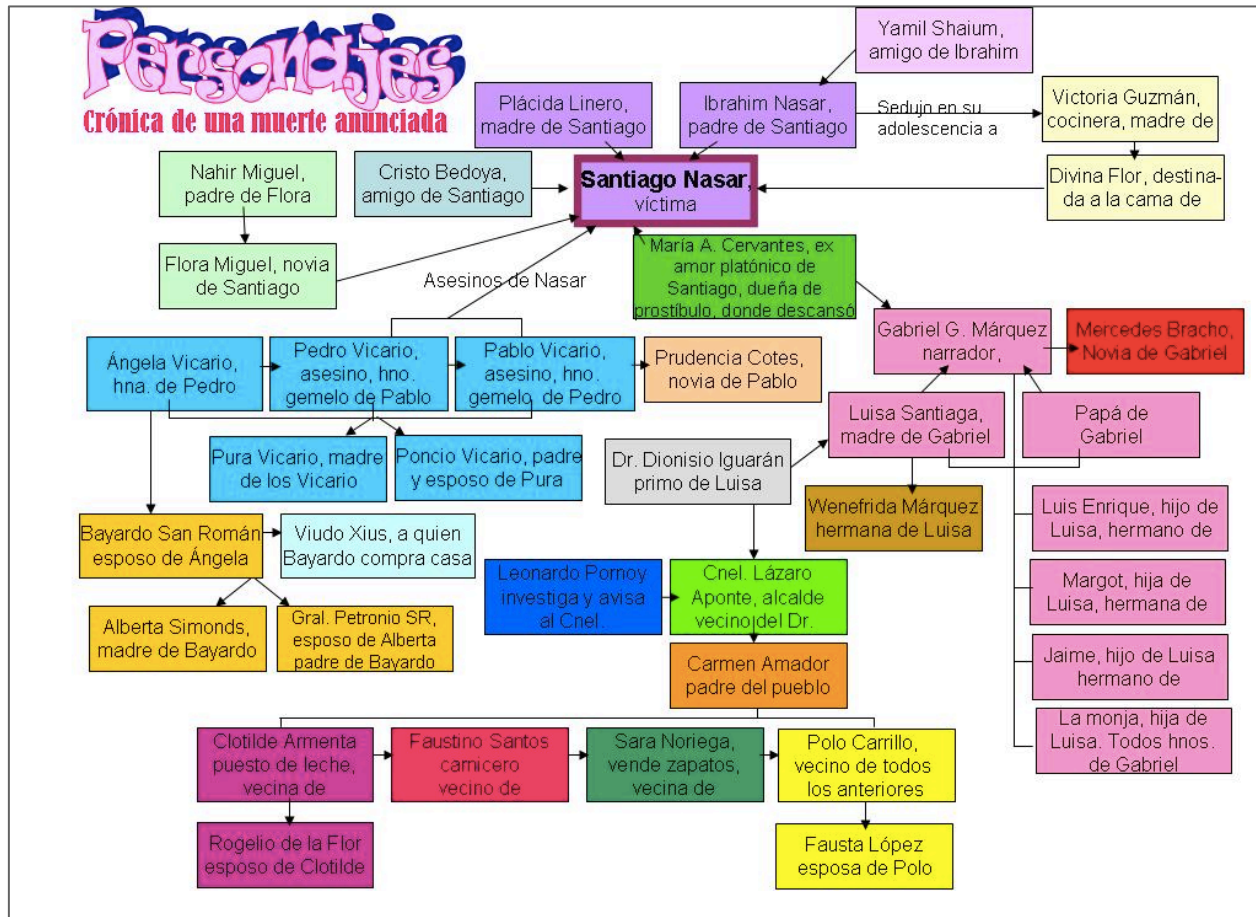 Personajes
Crónica de una muerte anunciada
Yamil Shaium,
amigo de Ibrahim
Plácida Linero,
madre de Santiago
Ibrahim Nasar,
padre de Santiago
Sedujo en su
adolescencia a
Victoria Guzmán,
cocinera, madre de
Nahir Miguel,
padre de Flora
Cristo Bedoya,
amigo de Santiago
Santiago Nasar,
víctima
Divina Flor, destina-
da a la cama de
Flora Miguel, novia
de Santiago
Asesinos de Nasar
María A. Cervantes, ex
amor platónico de
Santiago, dueña de
prostíbulo, donde descansó
Gabriel G. Márquez
narrador,
Mercedes Bracho,
Novia de Gabriel
Ángela Vicario,
hna. de Pedro
Pedro Vicario,
asesino, hno.
gemelo de Pablo
Pablo Vicario,
asesino, hno.
gemelo de Pedro
Prudencia Cotes,
novia de Pablo
Luisa Santiaga,
madre de Gabriel
Papá de
Gabriel
Pura Vicario, madre
de los Vicario
Poncio Vicario, padre
y esposo de Pura
Dr. Dionisio Iguarán
primo de Luisa
Wenefrida Márquez
hermana de Luisa
Luis Enrique, hijo de
Luisa, hermano de
Bayardo San Román
esposo de Ángela
Viudo Xius, a quien
Bayardo compra casa
Leonardo Pornoy
investiga y avisa
al Cnel.
Cnel. Lázaro
Aponte, alcalde
vecino del Dr.
Margot, hija de
Luisa, hermana de
Alberta Simonds,
madre de Bayardo
Gral. Petronio SR,
esposo de Alberta
padre de Bayardo
Carmen Amador
padre del pueblo
Jaime, hijo de Luisa
hermano de
La monja, hija de
Luisa. Todos hnos.
de Gabriel
Clotilde Armenta
puesto de leche,
vecina de
Faustino Santos
carnicero
vecino de
Sara Noriega,
vende zapatos,
vecina de
Polo Carrillo,
vecino de todos
los anteriores
Rogelio de la Flor
esposo de Clotilde
Fausta López
esposa de Polo